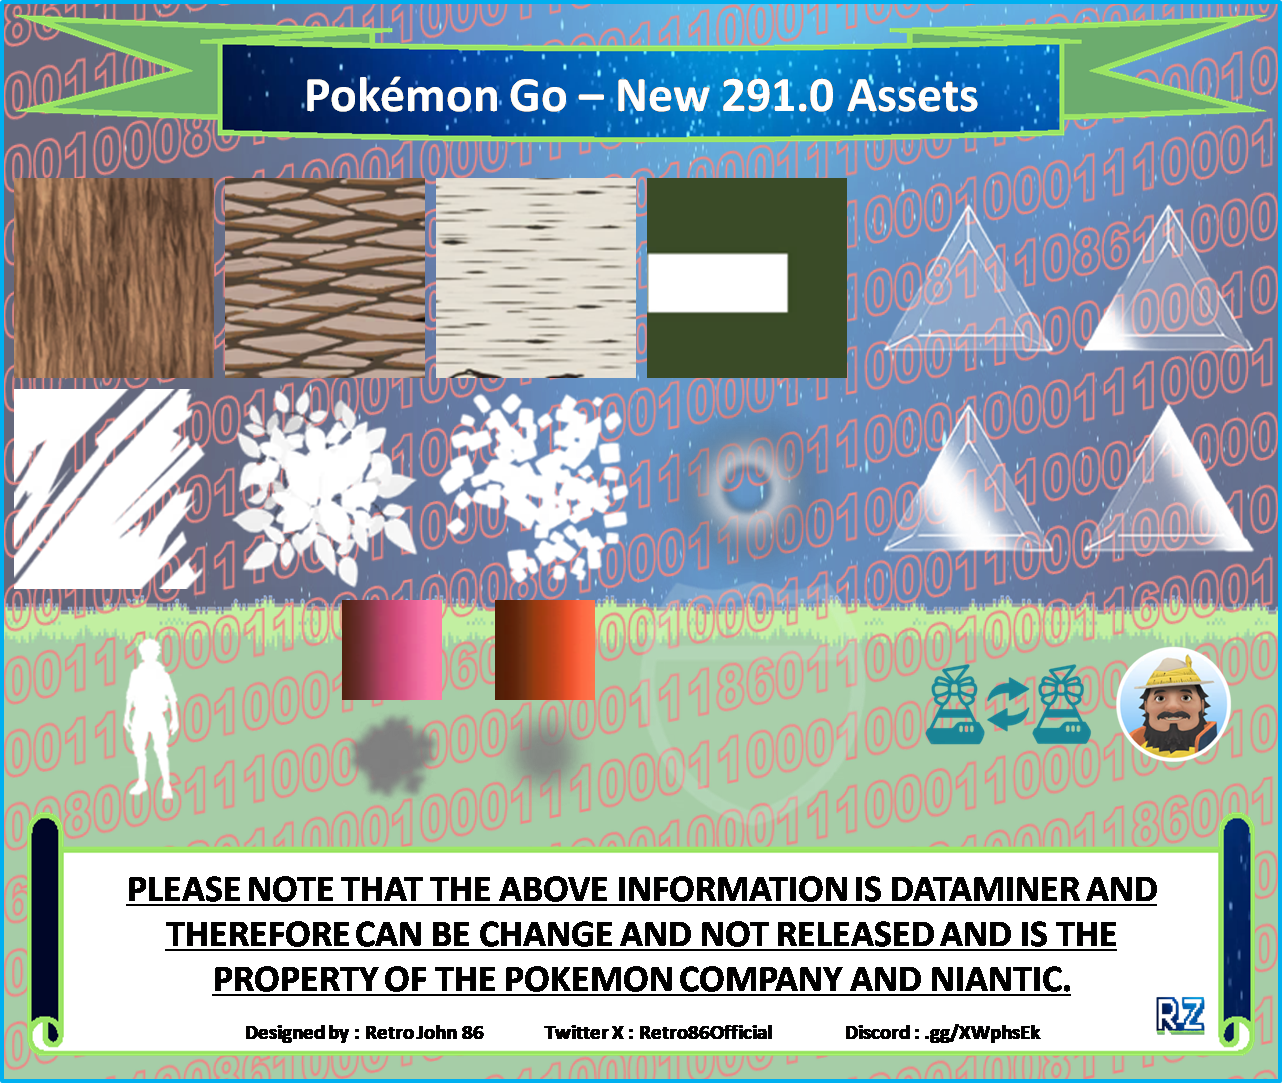 Pokémon Go – New 291.0 Assets
PLEASE NOTE THAT THE ABOVE INFORMATION IS DATAMINER AND
THEREFORE CAN BE CHANGE AND NOT RELEASED AND IS THE
PROPERTY OF THE POKEMON COMPANY AND NIANTIC.
Designed by : Retro John 86 Twitter X : Retro86Official Discord : .gg/XWphsEk
RZ